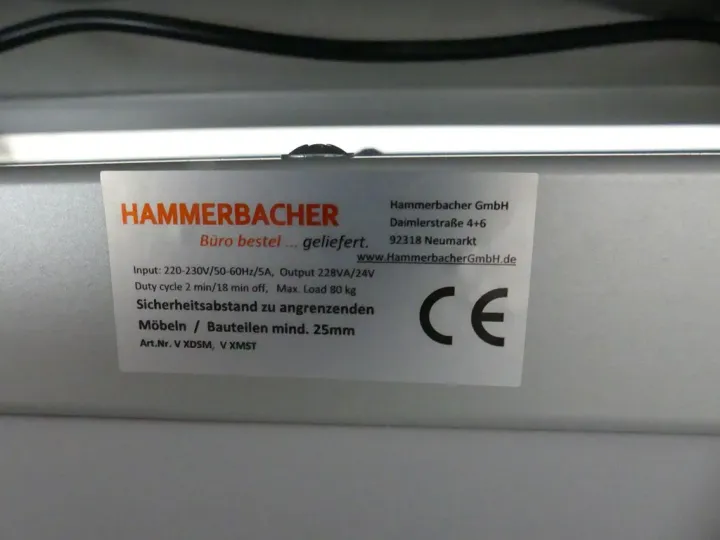 HAMMERBACHER
Büro bestel ... geliefert.
Hammerbacher GmbH
Daimlerstraße 4+6
92318 Neumarkt
www.HammerbacherGmbH.de
Input: 220-230V/50-60Hz/5A, Output 228VA/24V
Duty cycle 2 min/18 min off, Max. Load 80 kg
Sicherheitsabstand zu angrenzenden
Möbeln / Bauteilen mind. 25mm
Art.Nr. V XDSM, V XMST
CE